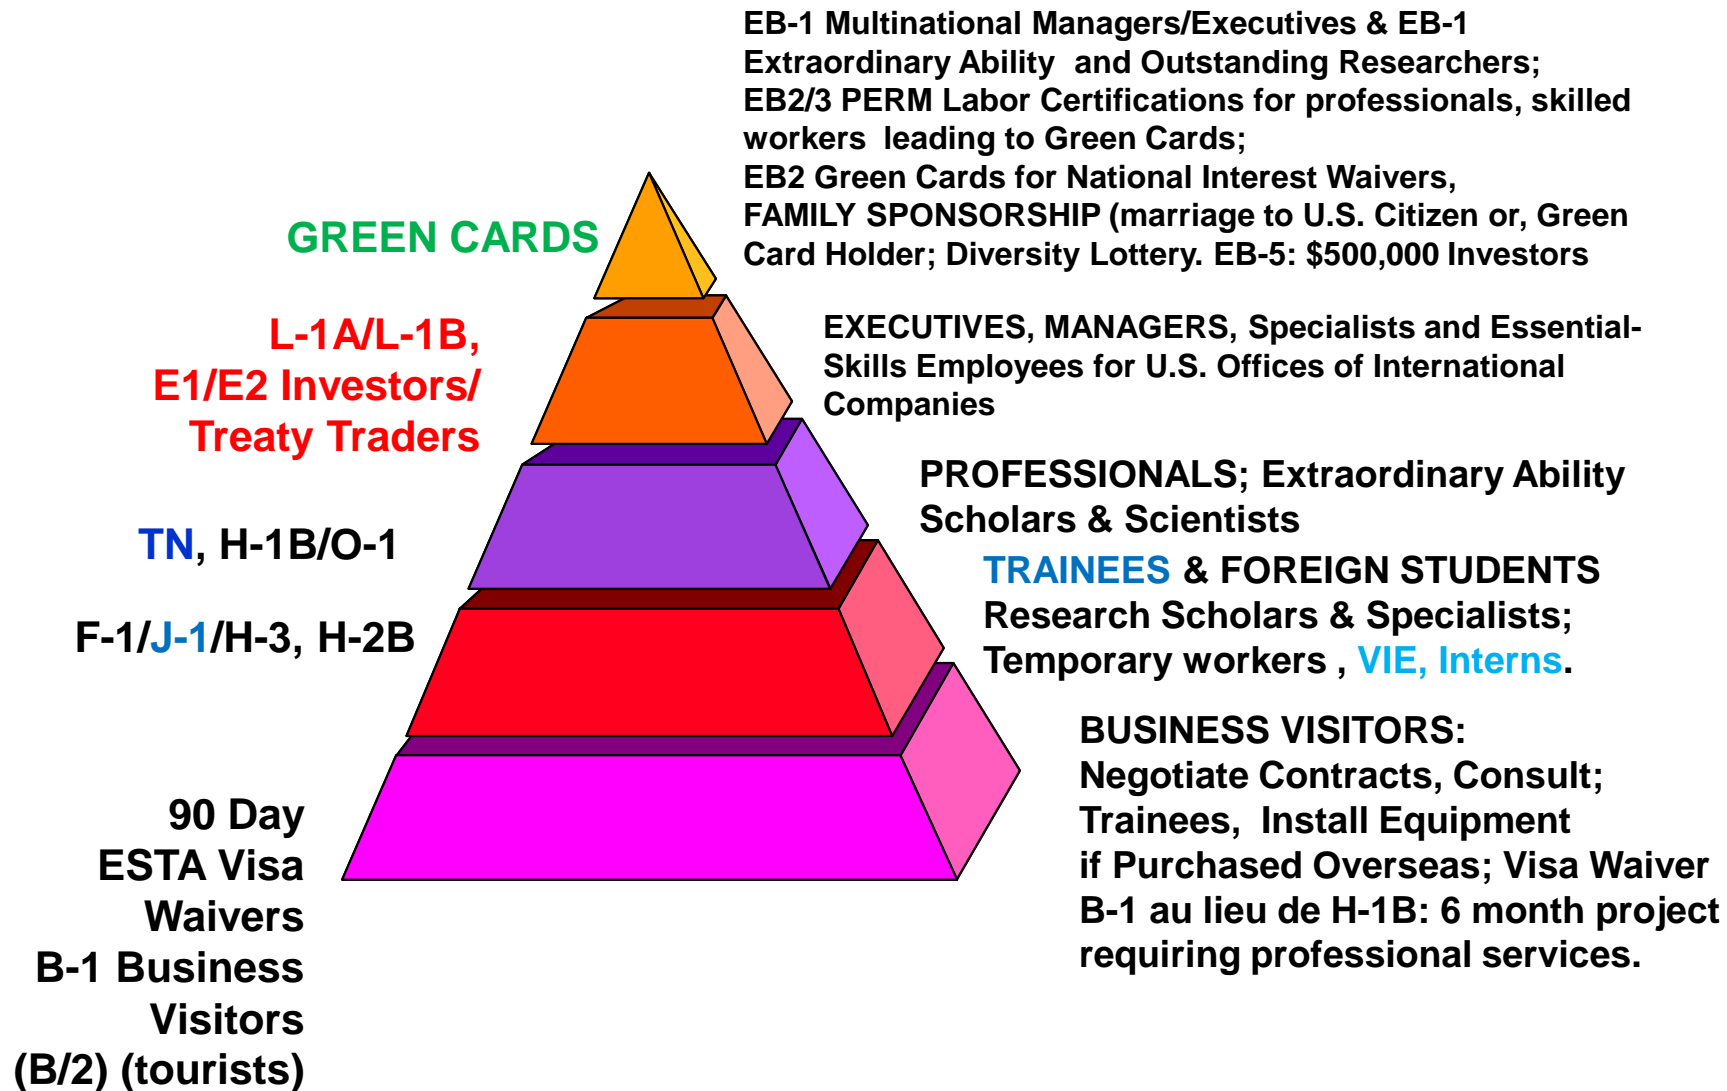 EB-1 Multinational Managers/Executives & EB-1
Extraordinary Ability and Outstanding Researchers;
EB2/3 PERM Labor Certifications for professionals, skilled
workers leading to Green Cards;
EB2 Green Cards for National Interest Waivers,
FAMILY SPONSORSHIP (marriage to U.S. Citizen or, Green
Card Holder; Diversity Lottery. EB-5: $500,000 Investors
GREEN CARDS
L-1A/L-1B,
E1/E2 Investors/
Treaty Traders
EXECUTIVES, MANAGERS, Specialists and Essential-
Skills Employees for U.S. Offices of International
Companies
TN, H-1B/O-1
PROFESSIONALS; Extraordinary Ability
Scholars & Scientists
F-1/J-1/H-3, H-2B
TRAINEES & FOREIGN STUDENTS
Research Scholars & Specialists;
Temporary workers , VIE, Interns.
90 Day
ESTA Visa
Waivers
B-1 Business
Visitors
(B/2) (tourists)
BUSINESS VISITORS:
Negotiate Contracts, Consult;
Trainees, Install Equipment
if Purchased Overseas; Visa Waiver
B-1 au lieu de H-1B: 6 month project
requiring professional services.